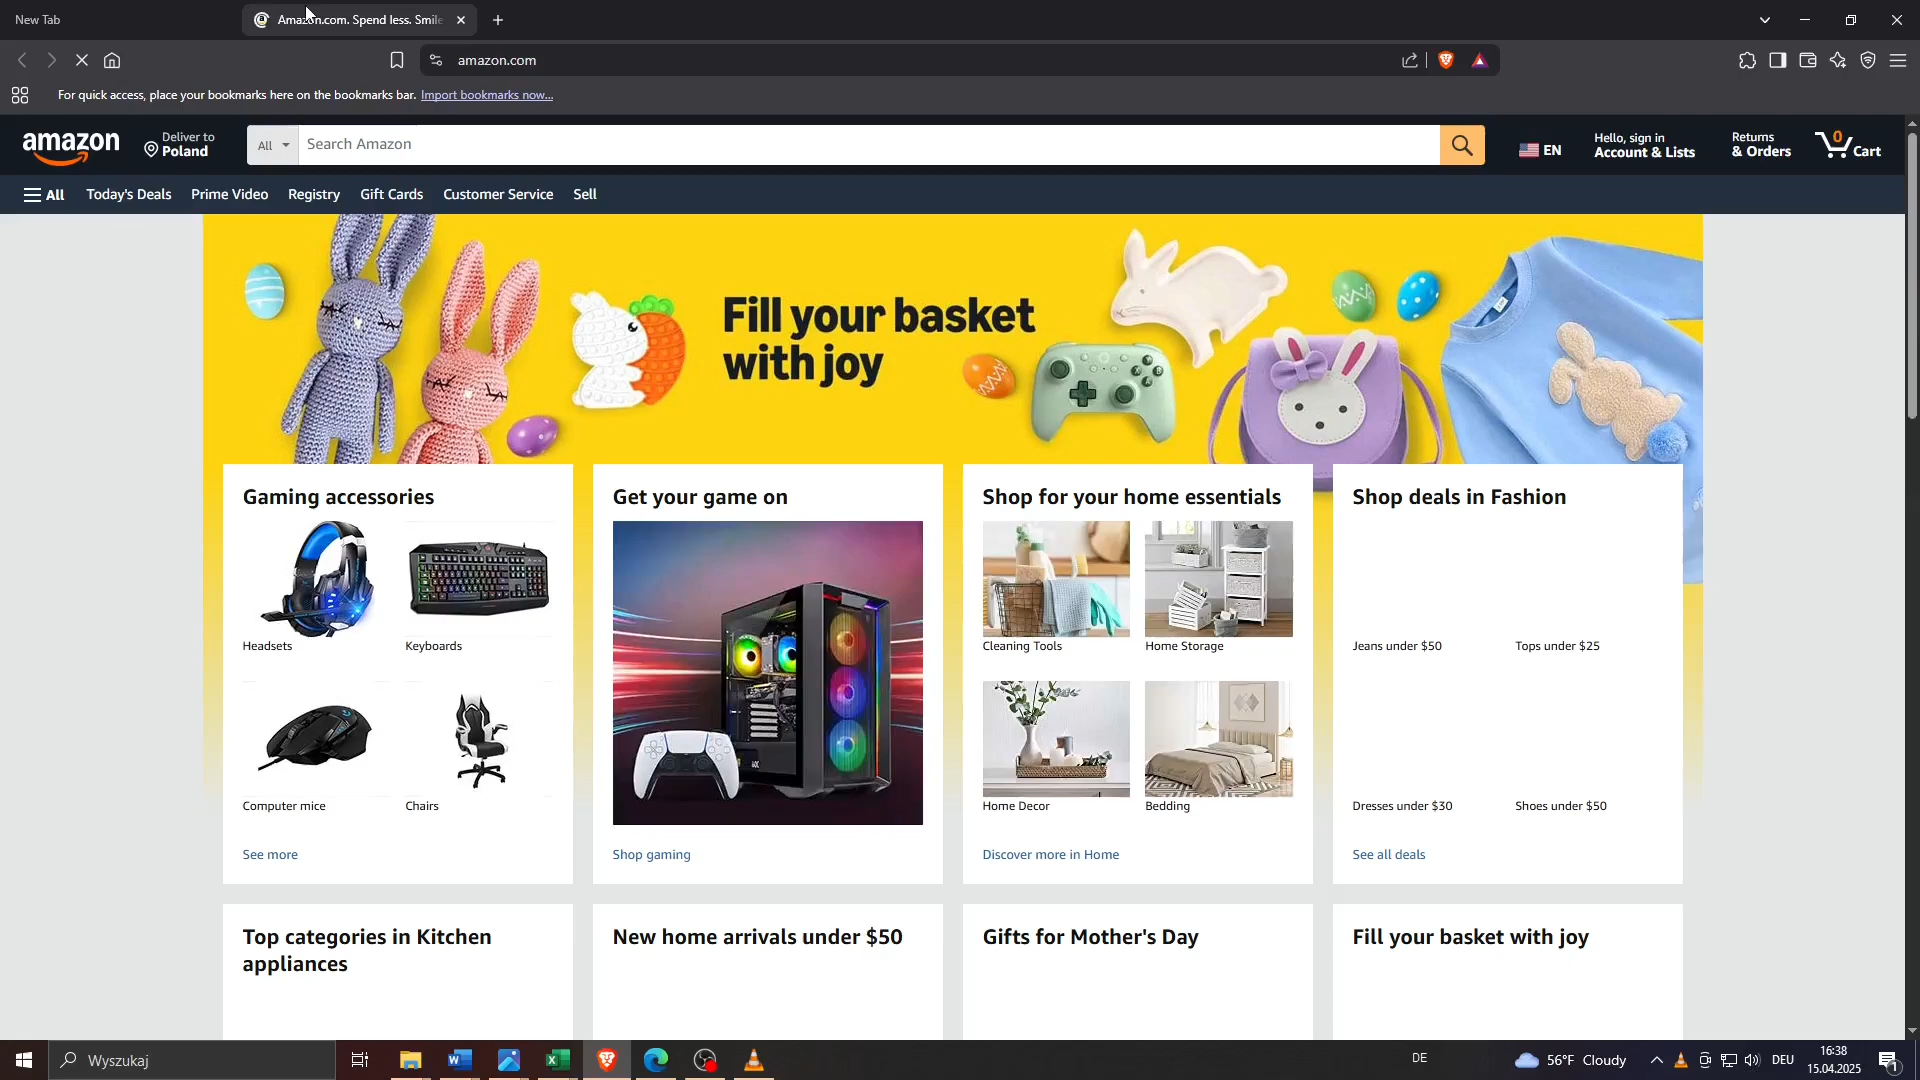 New Tab
Amazon.com. Spend less. Smile
amazon.com
For quick access, place your bookmarks here on the bookmarks bar. Import bookmarks now...
amazon
Deliver to
Poland
All
Search Amazon
EN
Hello, sign in
Account & Lists
Returns
& Orders
0
Cart
All Today's Deals Prime Video Registry Gift Cards Customer Service Sell
Fill your basket
with joy
Gaming accessories
Headsets
Keyboards
Computer mice
Chairs
See more
Get your game on
Shop gaming
Shop for your home essentials
Cleaning Tools
Home Storage
Home Decor
Bedding
Discover more in Home
Shop deals in Fashion
Jeans under $50
Tops under $25
Dresses under $30
Shoes under $50
See all deals
Top categories in Kitchen
appliances
New home arrivals under $50
Gifts for Mother's Day
Fill your basket with joy
Wyszukaj
DE
56°F Cloudy
DEU
16:38
15.04.2025
1